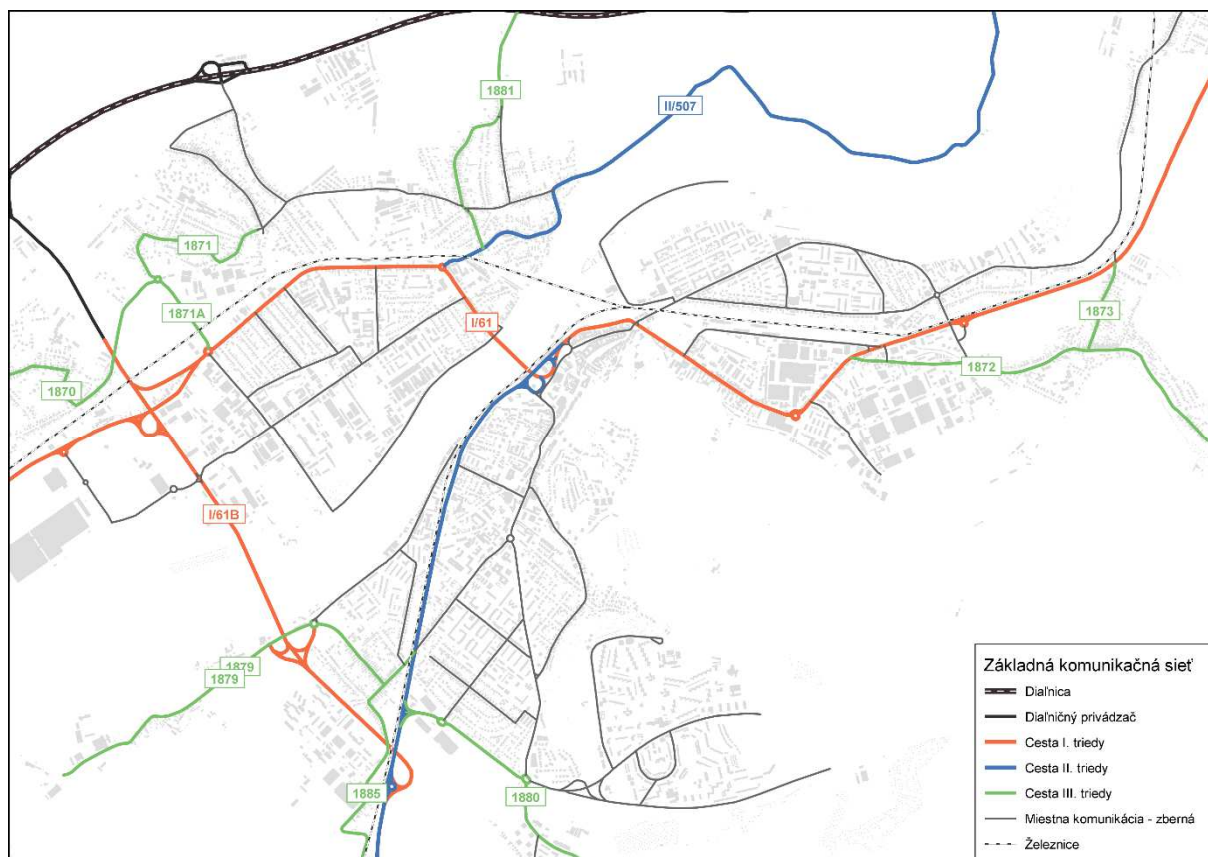 1881
II/507
1871
1871A
I/61
1873
1870
1872
I/61B
1879
1879
1885
1880
Základná komunikačná sieť
Diaľnica
Diaľničný privádzač
Cesta I. triedy
Cesta II. triedy
Cesta III. triedy
Miestna komunikácia - zberná
Železnice